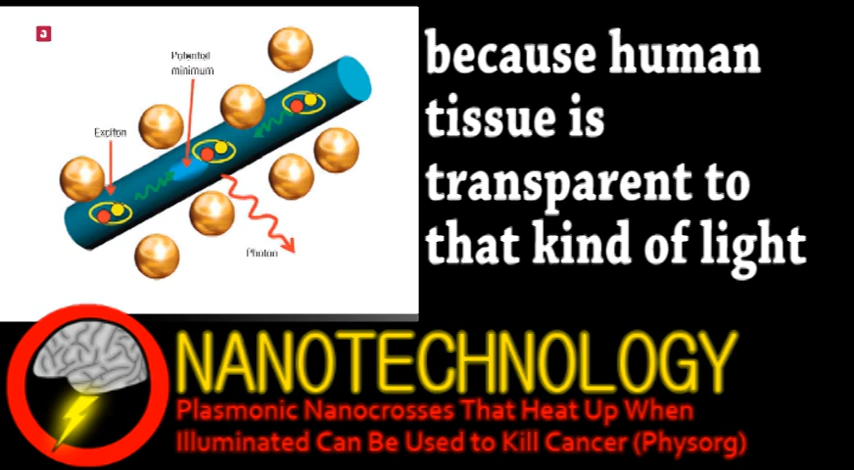 a
Potential
minimum
Exciton
Photon
because human
tissue is
transparent to
that kind of light
NANOTECHNOLOGY
Plasmonic Nanocrosses That Heat Up When
Illuminated Can Be Used to Kill Cancer (Physorg)